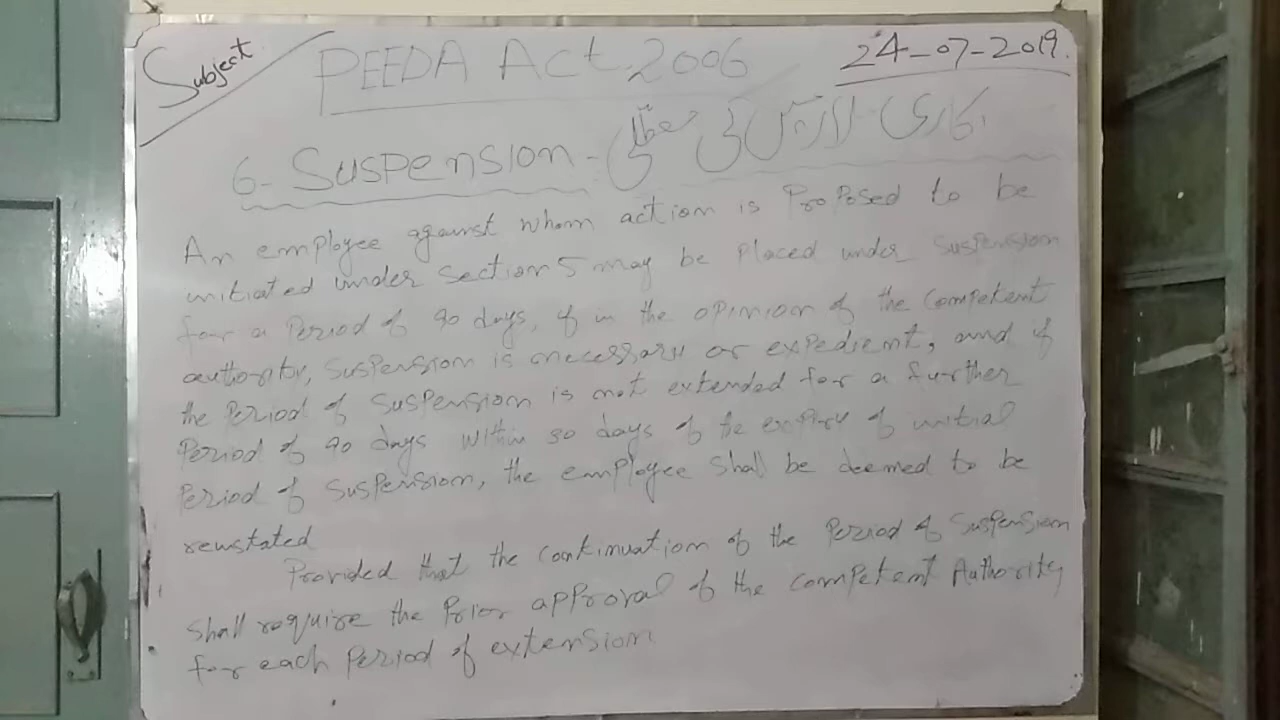 Subject PEEDA Act. 2006 24-07-2019.
6- Suspension - سرکاری ملازمین کی معطلی
An employee against whom action is Proposed to be
initiated under section 5 may be placed under suspension
for a Period of 90 days, if in the opinion of the Competent
authority, suspension is necessary or expedient, and if
the Period of suspension is not extended for a further
Period of 90 days within 30 days of the expiry of initial
Period of suspension, the employee shall be deemed to be
reinstated
Provided that the continuation of the Period of suspension
shall require the Prior approval of the competent Authority
for each Period of extension